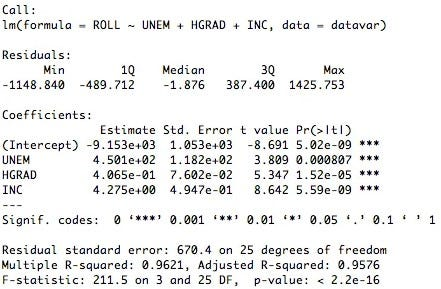 Call:
lm(formula = ROLL ~ UNEM + HGRAD + INC, data = datavar)
Residuals:
Min 1Q Median 3Q Max
-1148.840 -489.712 -1.876 387.400 1425.753
Coefficients:
Estimate Std. Error t value Pr(>|t|)
(Intercept) -9.153e+03 1.053e+03 -8.691 5.02e-09 ***
UNEM 4.501e+02 1.182e+02 3.809 0.000807 ***
HGRAD 4.065e-01 7.602e-02 5.347 1.52e-05 ***
INC 4.275e+00 4.947e-01 8.642 5.59e-09 ***
---
Signif. codes: 0 ‘***’ 0.001 ‘**’ 0.01 ‘*’ 0.05 ‘.’ 0.1 ‘ ’ 1
Residual standard error: 670.4 on 25 degrees of freedom
Multiple R-squared: 0.9621, Adjusted R-squared: 0.9576
F-statistic: 211.5 on 3 and 25 DF, p-value: < 2.2e-16